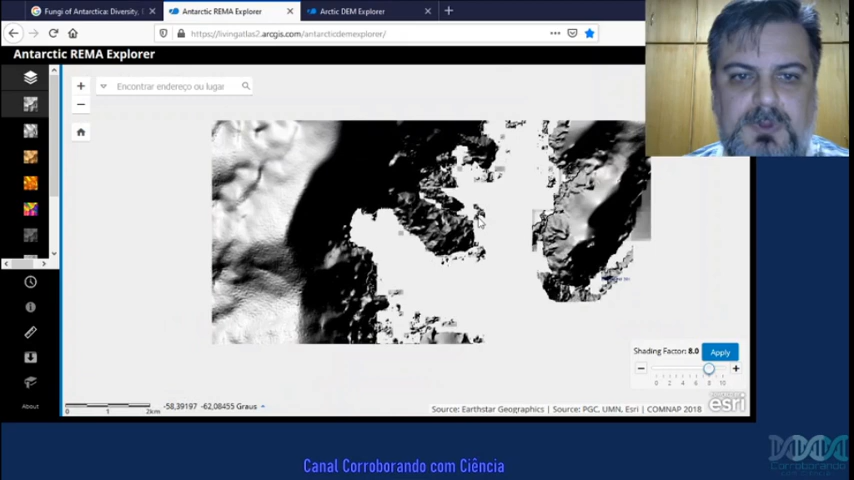 Fungi of Antarctica: Diversity,
Antarctic REMA Explorer
Arctic DEM Explorer
https://livingatlas2.arcgis.com/antarcticdemexplorer/
Antarctic REMA Explorer
Encontrar endereço ou lugar
Shading Factor: 8.0
Apply
0 2 4 6 8 10
About
0 1 2km
-58,39197 -62,08455 Graus
Source: Earthstar Geographics | Source: PGC, UMN, Esri | COMNAP 2018
esri
Canal Corroborando com Ciência
Corroborando